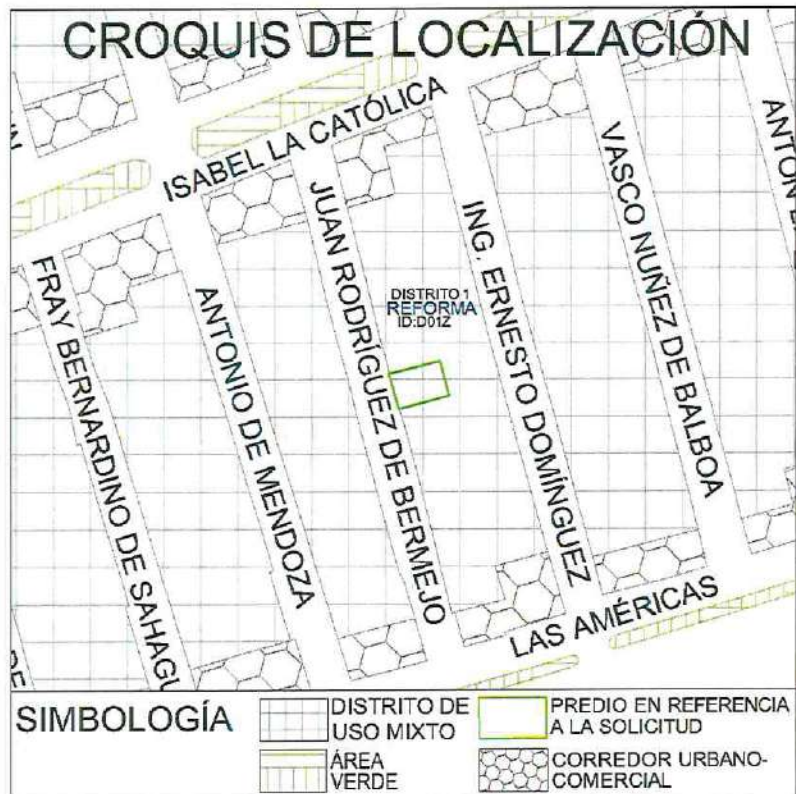 CROQUIS DE LOCALIZACIÓN
ISABEL LA CATÓLICA
FRAY BERNARDINO DE SAHAGU
ANTONIO DE MENDOZA
JUAN RODRÍGUEZ DE BERMEJO
DISTRITO 1
REFORMA
ID:D01Z
ING. ERNESTO DOMÍNGUEZ
VASCO NUÑEZ DE BALBOA
LAS AMÉRICAS
SIMBOLOGÍA
DISTRITO DE
USO MIXTO
PREDIO EN REFERENCIA
A LA SOLICITUD
ÁREA
VERDE
CORREDOR URBANO-
COMERCIAL